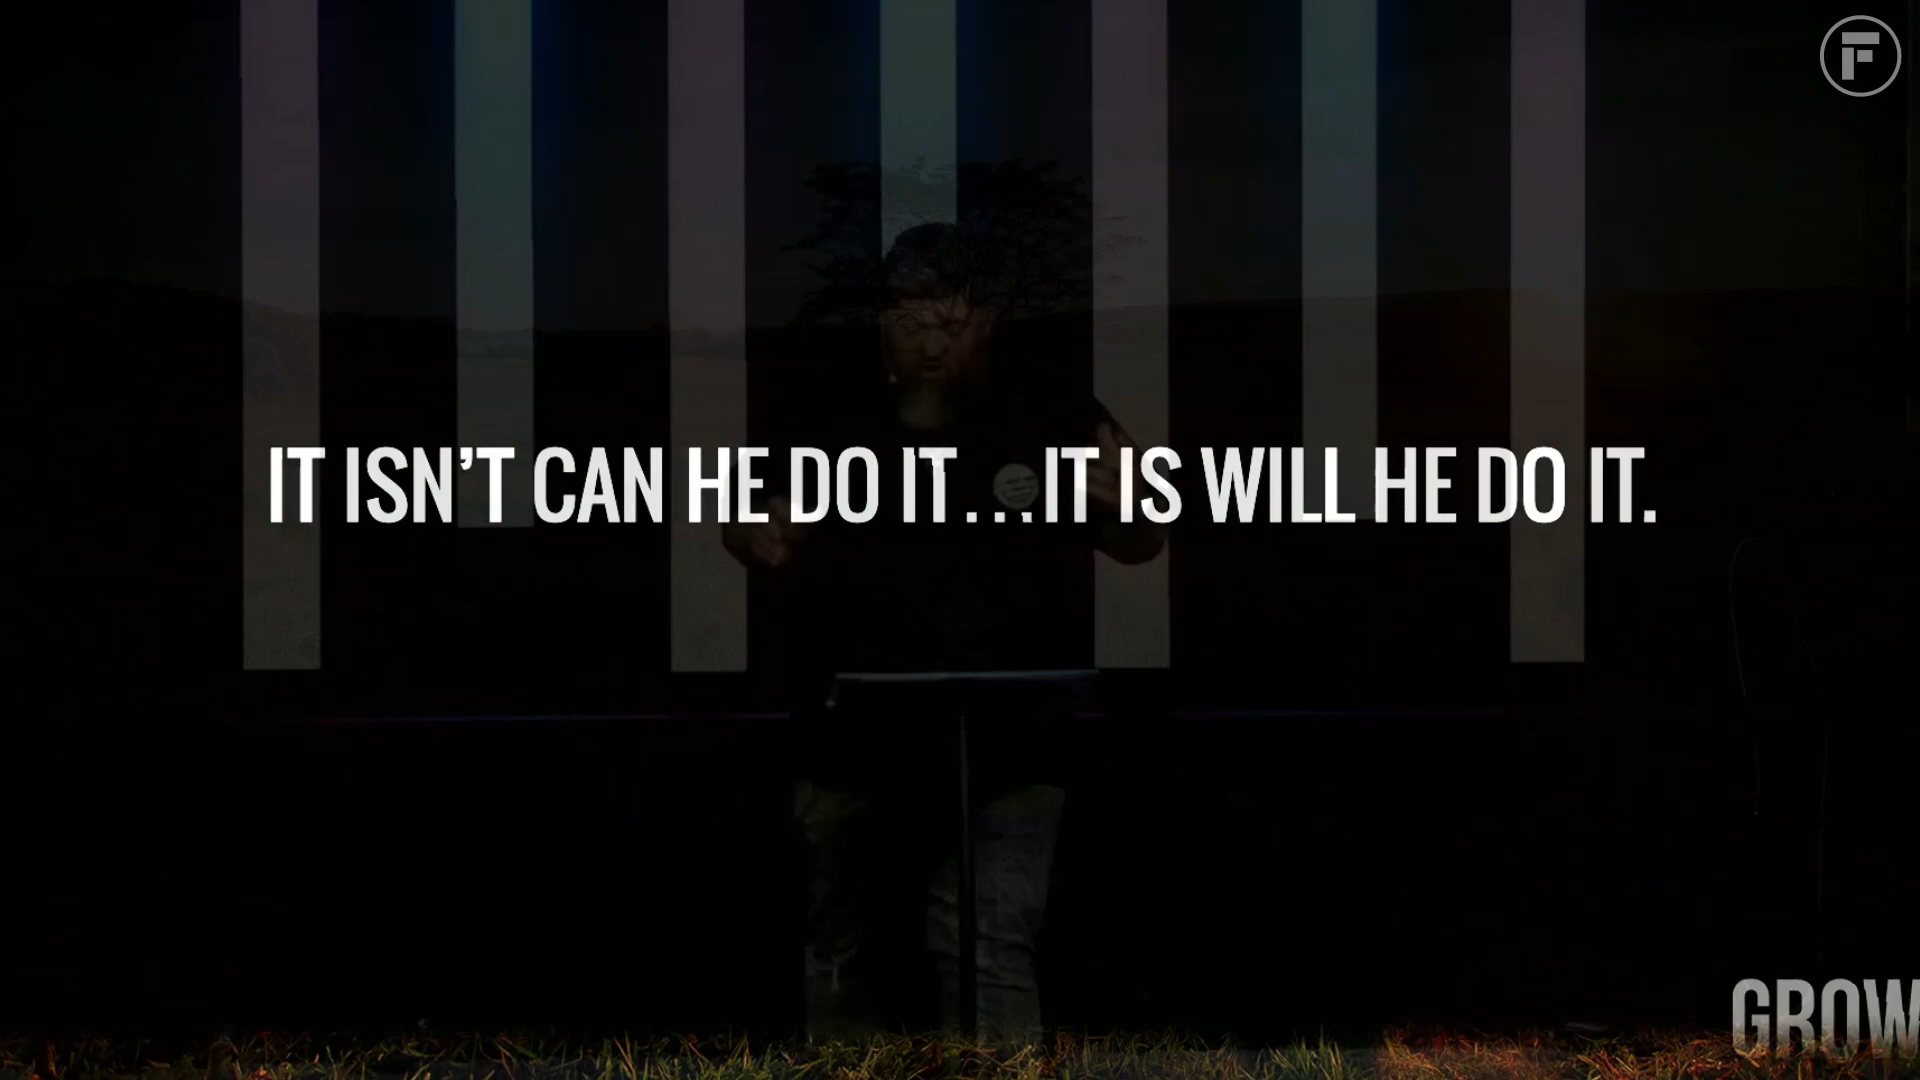 F
IT ISN’T CAN HE DO IT...IT IS WILL HE DO IT.
GROW